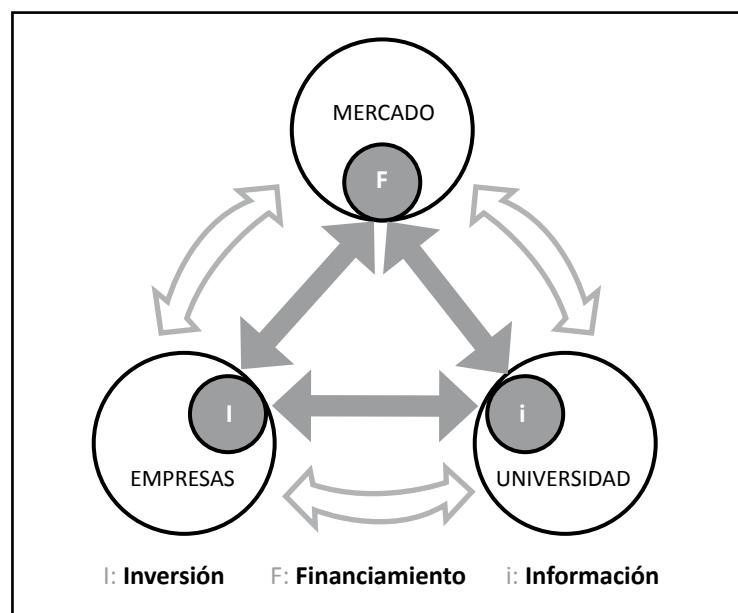 MERCADO
F
I
i
EMPRESAS
UNIVERSIDAD
I: Inversión F: Financiamiento i: Información